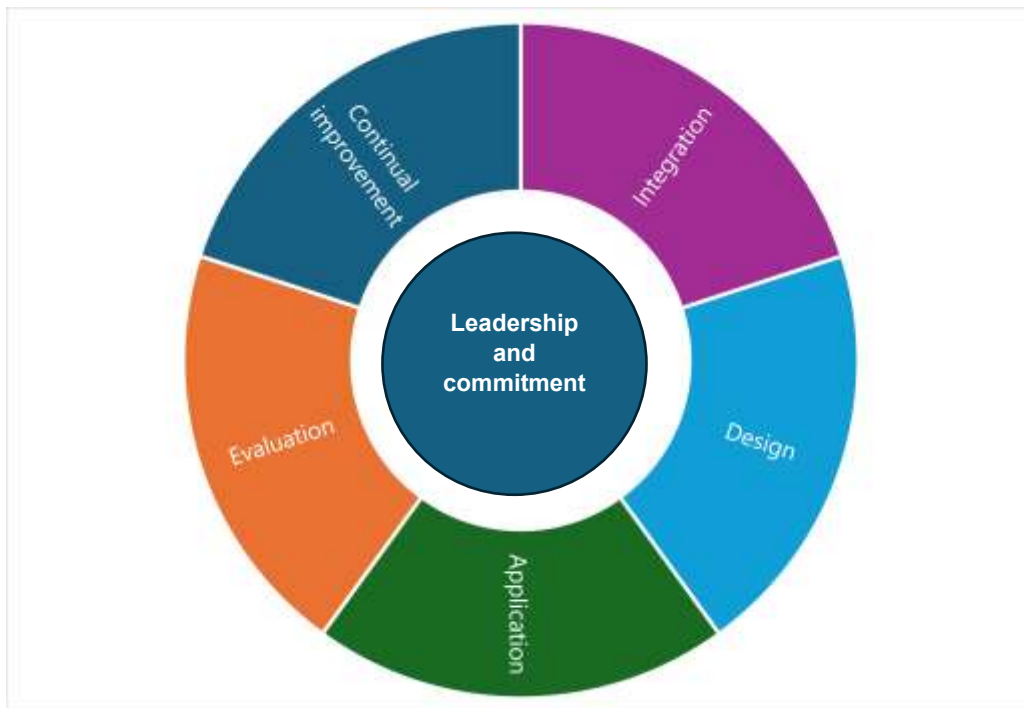 Continual
improvement
Integration
Leadership
and
commitment
Design
Evaluation
Application